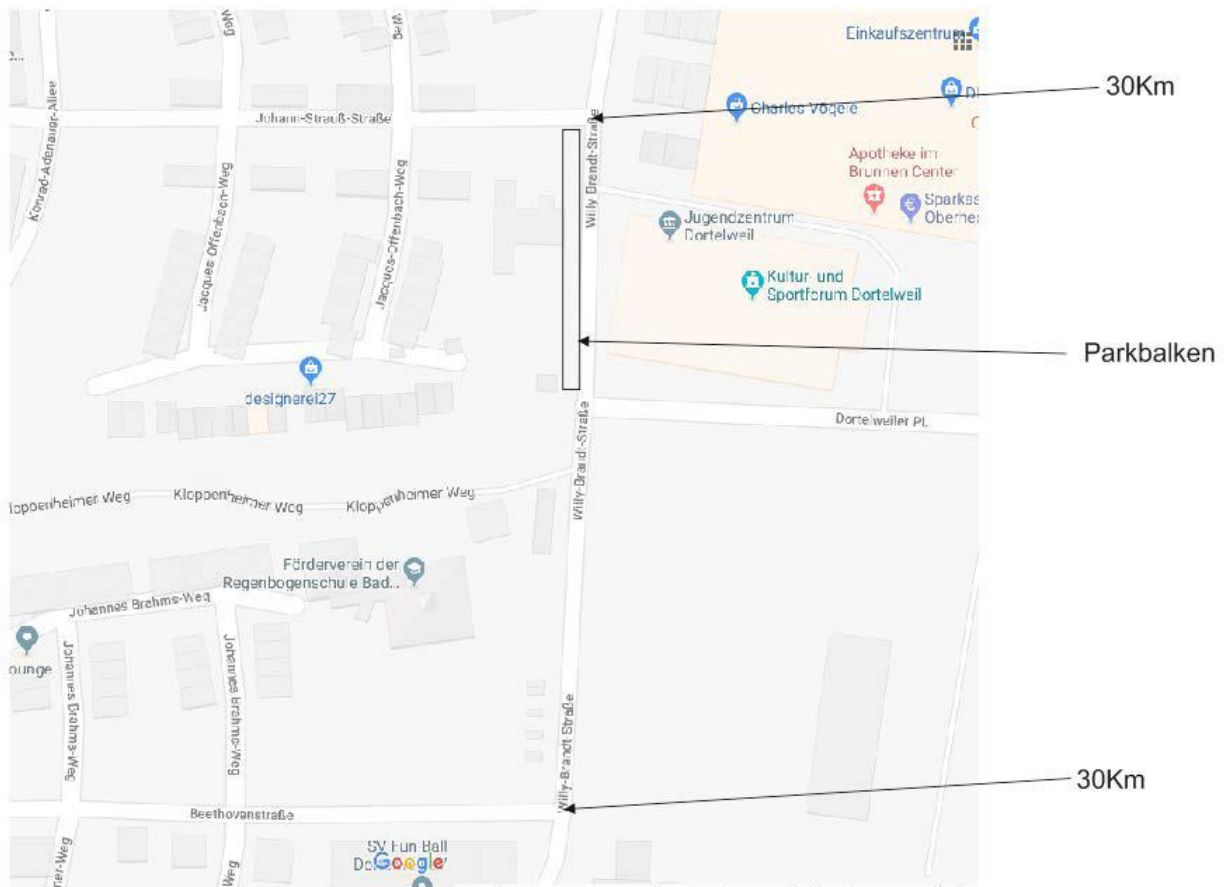 Weg
Weg
Einkaufszentrum
30Km
Konrad-Adenauer-Allee
Johann-Strauß-Straße
Charles Vögele
Willy-Brandt-Straße
Apotheke im
Brunnen Center
Jacques-Offenbach-Weg
Jacques-Offenbach-Weg
Jugendzentrum
Dortelweil
Kultur- und
Sportforum Dortelweil
Parkbalken
designerei27
Willy-Brandt-Straße
Dortelweiler Pl.
Kloppenheimer Weg
Kloppenheimer Weg
Förderverein der
Regenbogenschule Bad...
Johannes Brahms-Weg
ounge
Johannes Brahms-Weg
Johannes Brahms-Weg
Willy-Brandt Straße
30Km
Beethovenstraße
SV Fun Ball
Google
Weg